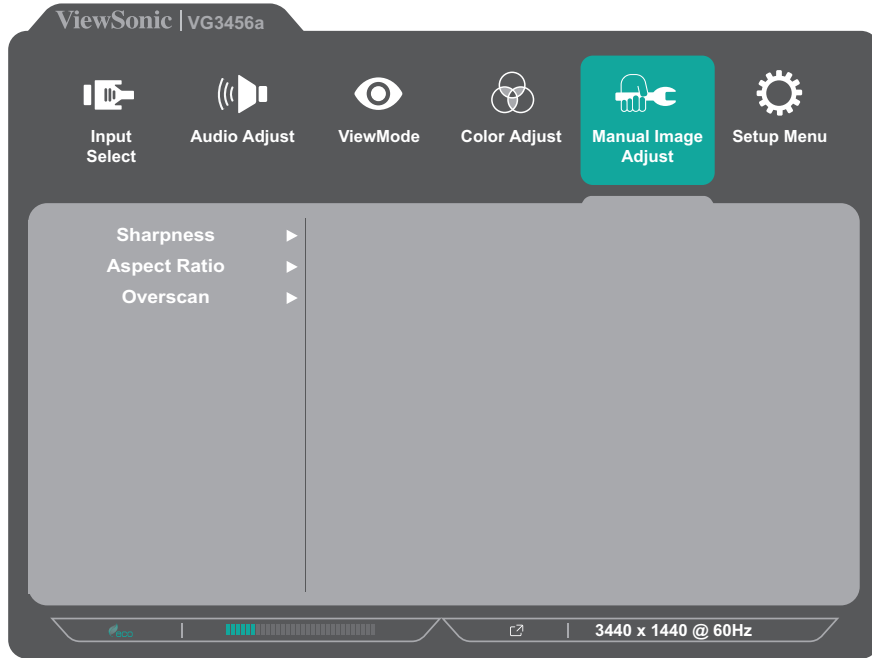 ViewSonic | VG3456a
Input
Select
Audio Adjust
ViewMode
Color Adjust
Manual Image
Adjust
Setup Menu
Sharpness
Aspect Ratio
Overscan
eco
3440 x 1440 @ 60Hz